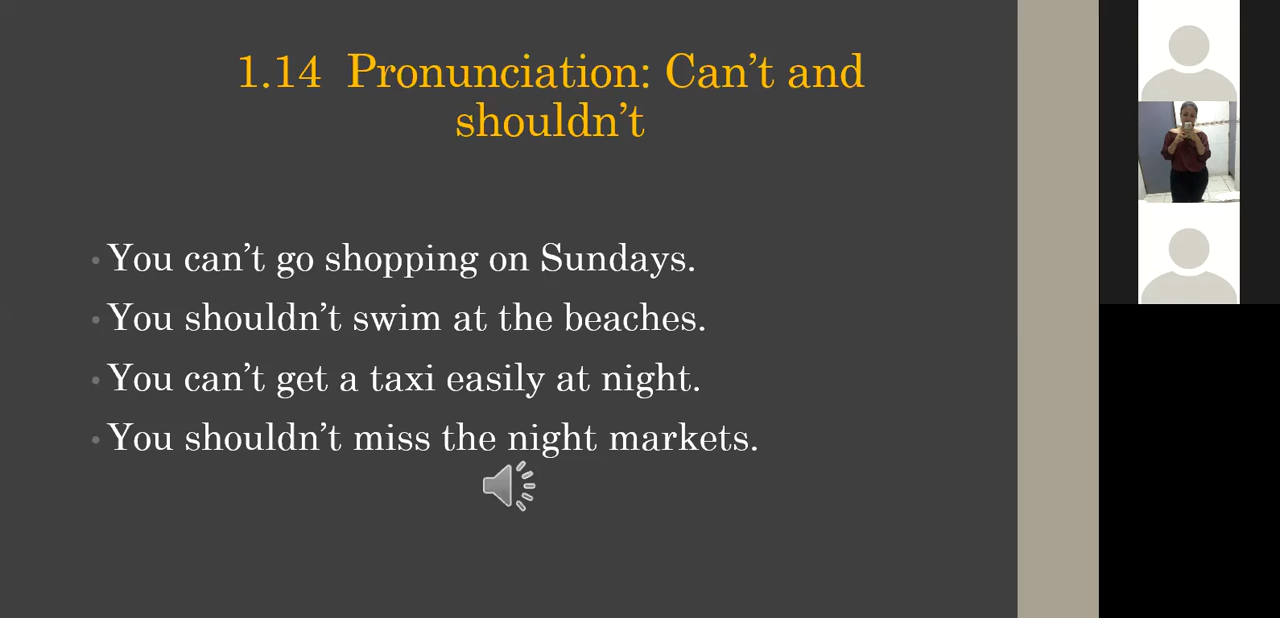 1.14 Pronunciation: Can’t and
shouldn’t
• You can’t go shopping on Sundays.
• You shouldn’t swim at the beaches.
• You can’t get a taxi easily at night.
• You shouldn’t miss the night markets.